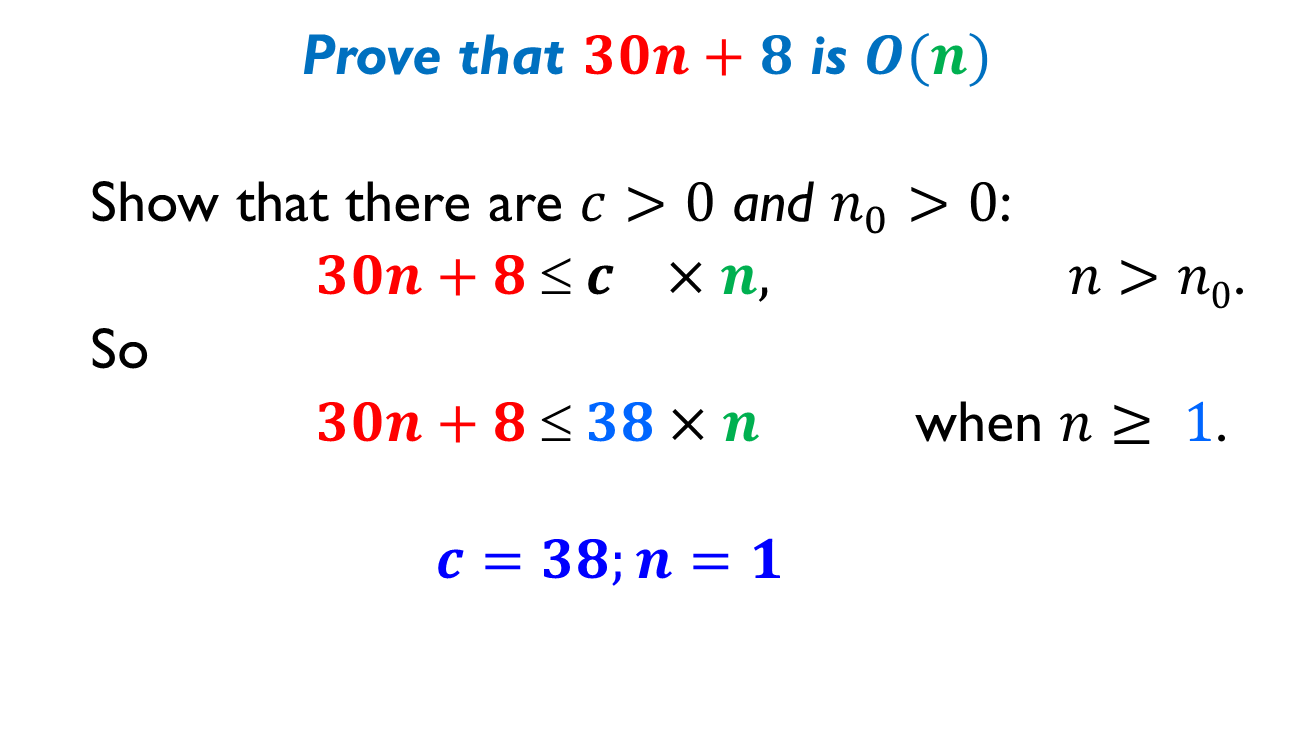 Prove that 30n + 8 is O(n)
Show that there are c > 0 and n₀ > 0:
30n + 8 ≤ c × n, n > n₀.
So
30n + 8 ≤ 38 × n when n ≥ 1.
c = 38; n = 1